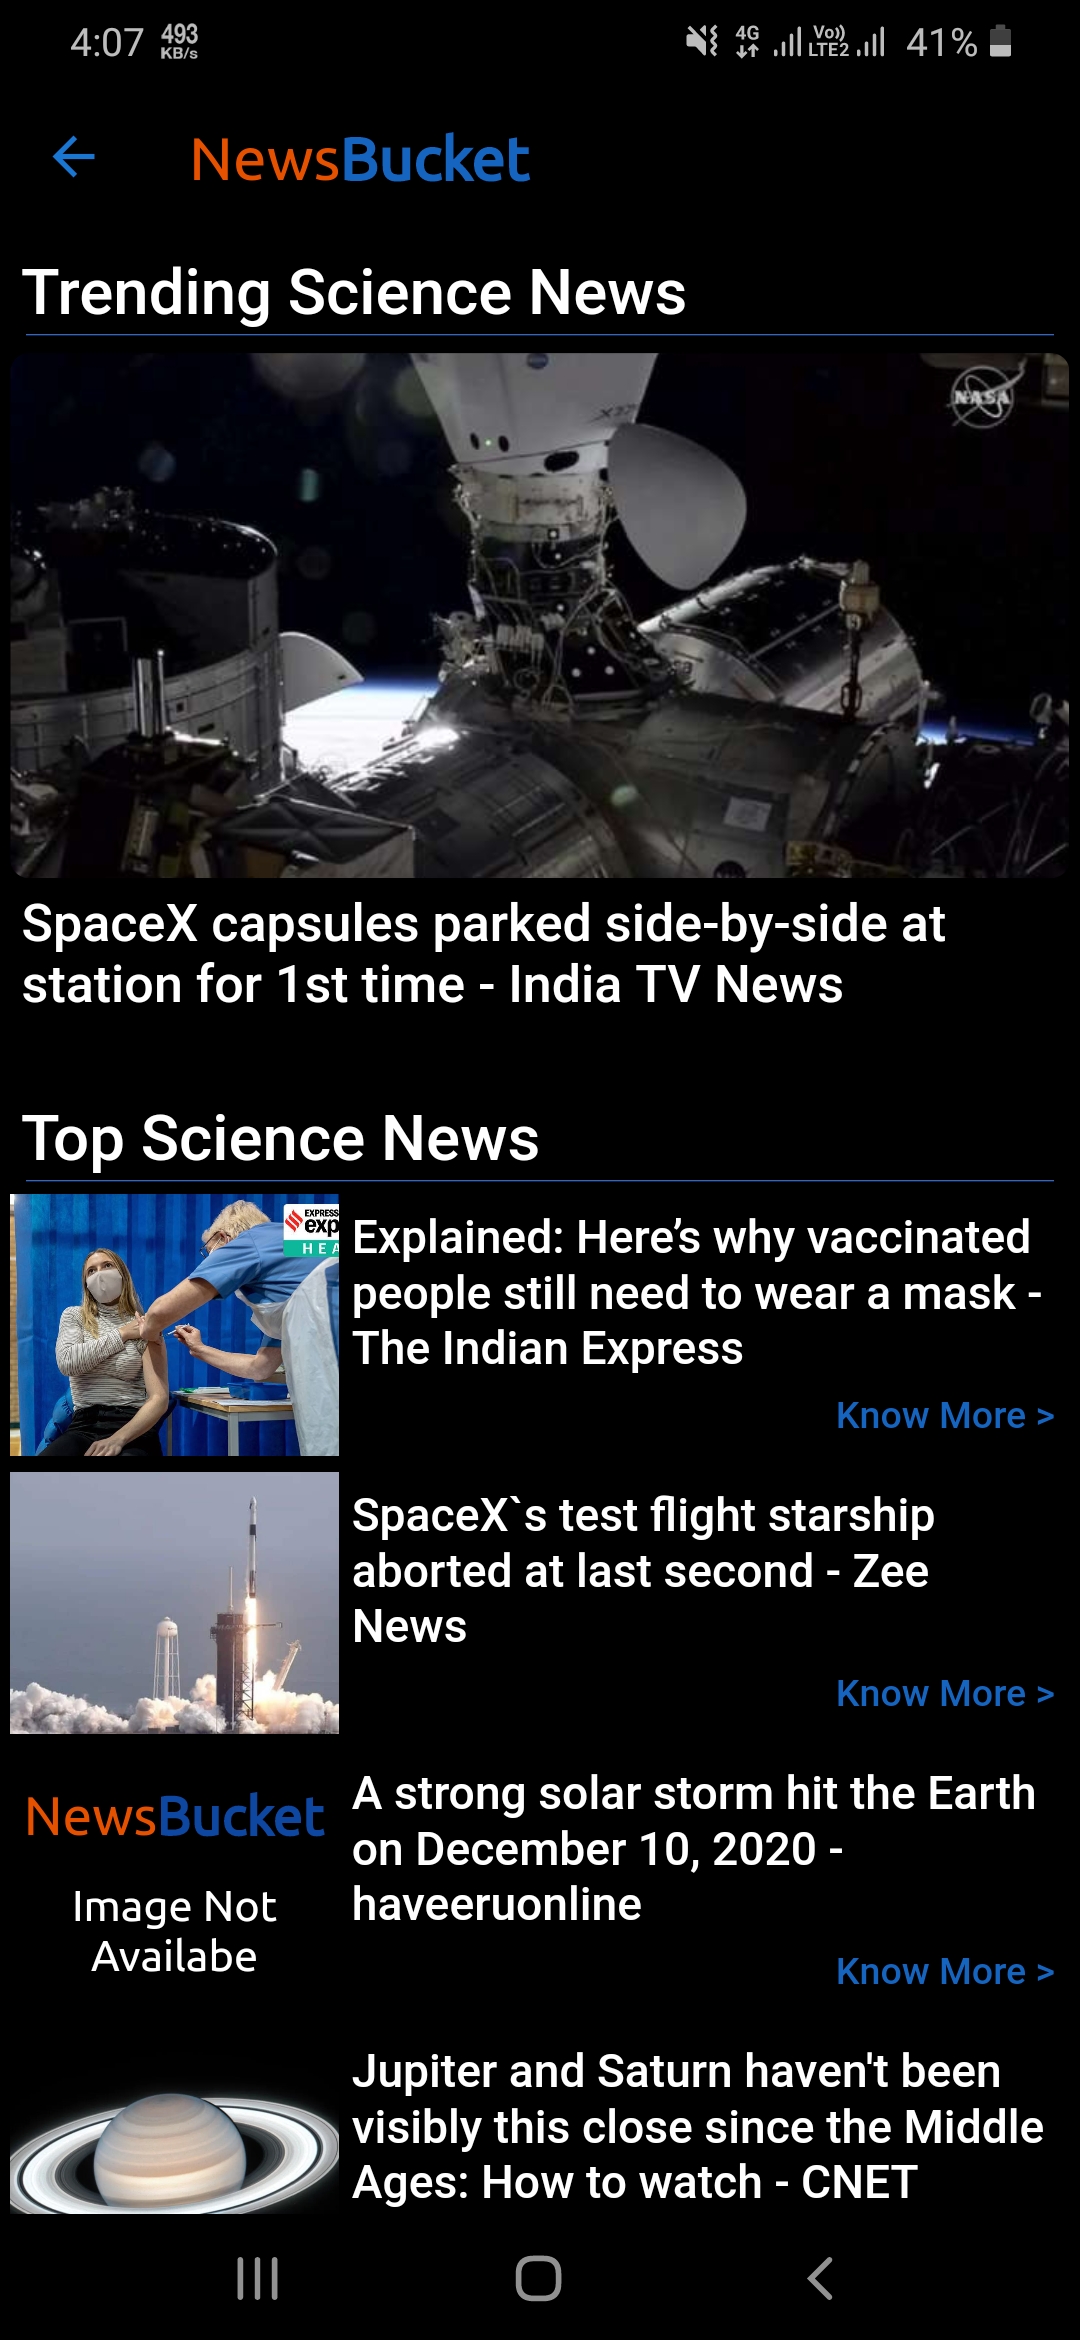 4:07 493 KB/s 4G Vo)) LTE2 41%
NewsBucket
Trending Science News
NASA
SpaceX capsules parked side-by-side at
station for 1st time - India TV News
Top Science News
EXPRESS
exp
HEA
Explained: Here’s why vaccinated
people still need to wear a mask -
The Indian Express
Know More >
SpaceX`s test flight starship
aborted at last second - Zee
News
Know More >
NewsBucket
Image Not
Availabe
A strong solar storm hit the Earth
on December 10, 2020 -
haveeruonline
Know More >
Jupiter and Saturn haven't been
visibly this close since the Middle
Ages: How to watch - CNET